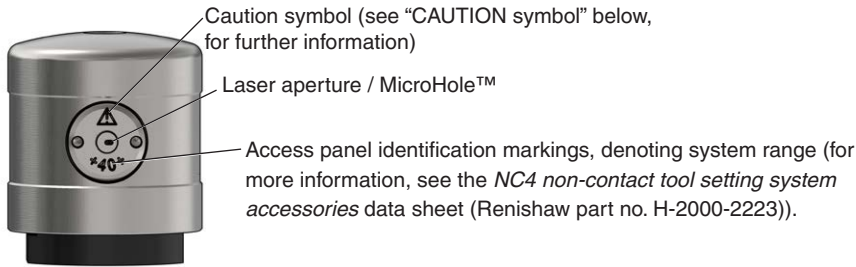 Caution symbol (see “CAUTION symbol” below,
for further information)
Laser aperture / MicroHole™
Access panel identification markings, denoting system range (for
more information, see the NC4 non-contact tool setting system
accessories data sheet (Renishaw part no. H-2000-2223)).
40